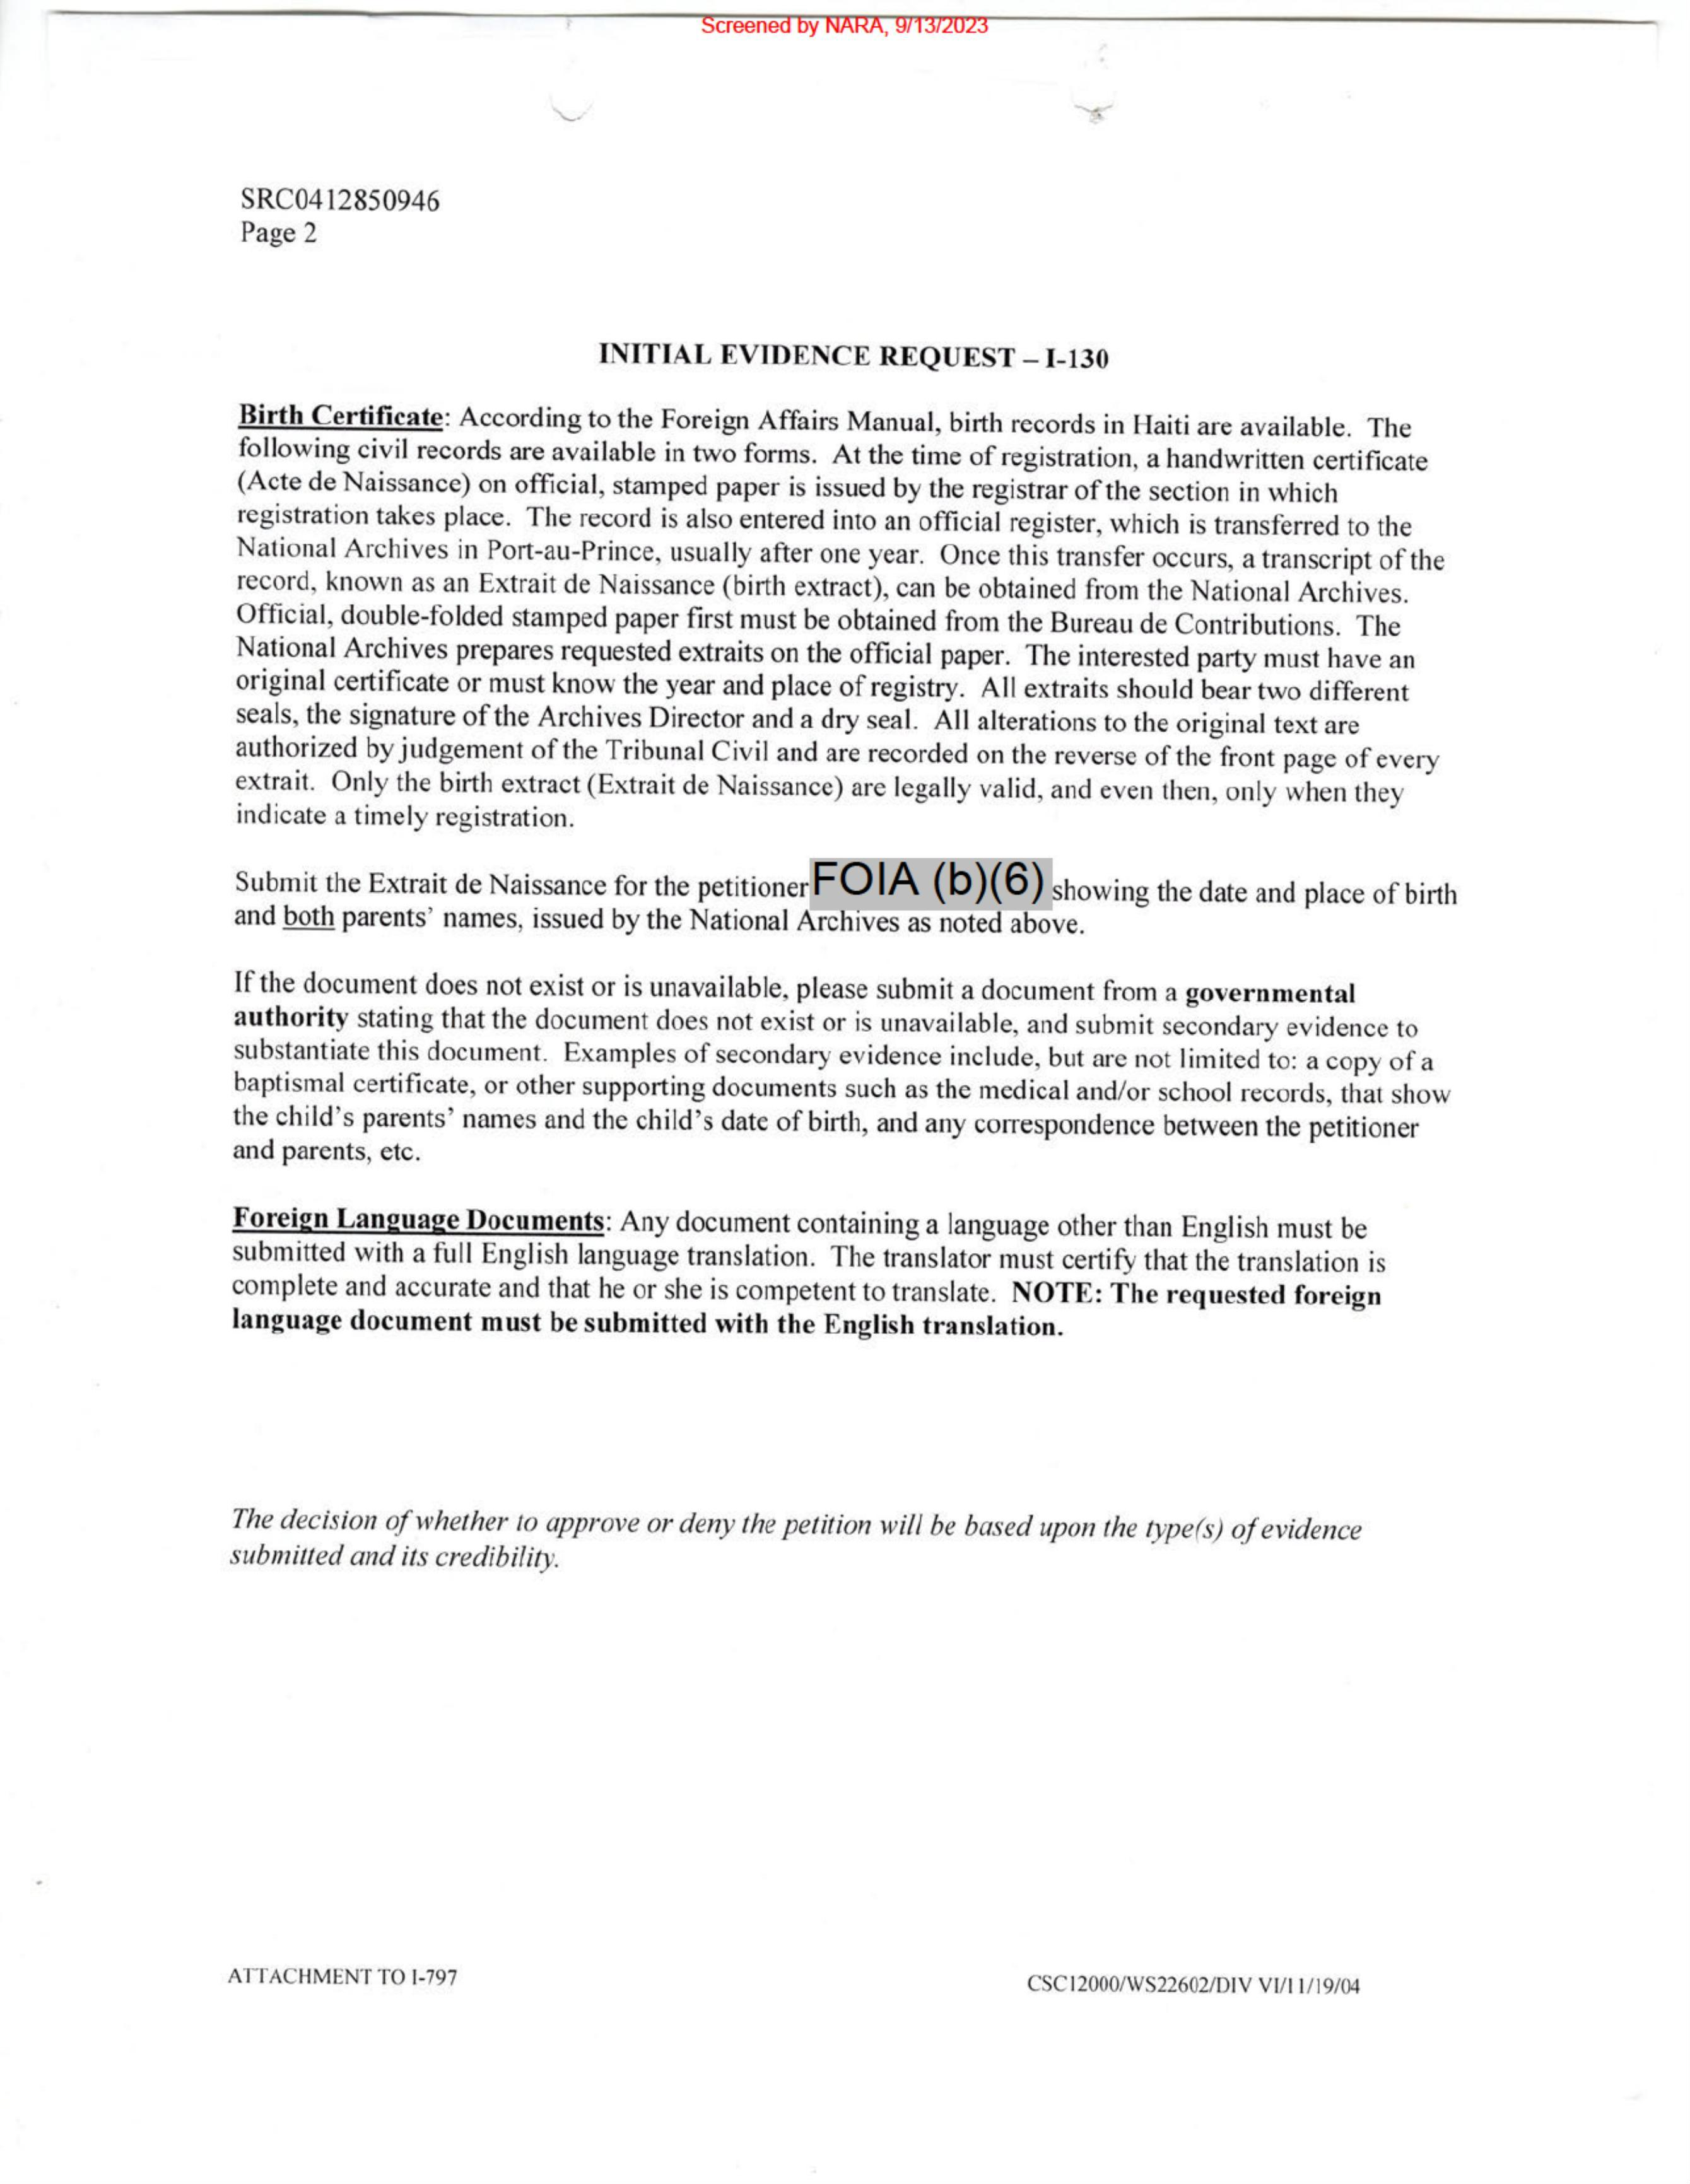 Screened by NARA, 9/13/2023
SRC0412850946
Page 2
INITIAL EVIDENCE REQUEST – I-130
Birth Certificate: According to the Foreign Affairs Manual, birth records in Haiti are available. The
following civil records are available in two forms. At the time of registration, a handwritten certificate
(Acte de Naissance) on official, stamped paper is issued by the registrar of the section in which
registration takes place. The record is also entered into an official register, which is transferred to the
National Archives in Port-au-Prince, usually after one year. Once this transfer occurs, a transcript of the
record, known as an Extrait de Naissance (birth extract), can be obtained from the National Archives.
Official, double-folded stamped paper first must be obtained from the Bureau de Contributions. The
National Archives prepares requested extraits on the official paper. The interested party must have an
original certificate or must know the year and place of registry. All extraits should bear two different
seals, the signature of the Archives Director and a dry seal. All alterations to the original text are
authorized by judgement of the Tribunal Civil and are recorded on the reverse of the front page of every
extrait. Only the birth extract (Extrait de Naissance) are legally valid, and even then, only when they
indicate a timely registration.
Submit the Extrait de Naissance for the petitioner FOIA (b)(6) showing the date and place of birth
and both parents' names, issued by the National Archives as noted above.
If the document does not exist or is unavailable, please submit a document from a governmental
authority stating that the document does not exist or is unavailable, and submit secondary evidence to
substantiate this document. Examples of secondary evidence include, but are not limited to: a copy of a
baptismal certificate, or other supporting documents such as the medical and/or school records, that show
the child's parents' names and the child's date of birth, and any correspondence between the petitioner
and parents, etc.
Foreign Language Documents: Any document containing a language other than English must be
submitted with a full English language translation. The translator must certify that the translation is
complete and accurate and that he or she is competent to translate. NOTE: The requested foreign
language document must be submitted with the English translation.
The decision of whether to approve or deny the petition will be based upon the type(s) of evidence
submitted and its credibility.
ATTACHMENT TO I-797
CSC12000/WS22602/DIV VI/11/19/04